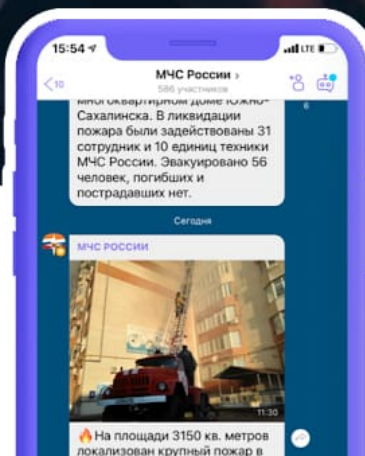 15:54
LTE
10
МЧС России ›
586 участников
многоквартирном доме Южно-
Сахалинска. В ликвидации
пожара были задействованы 31
сотрудник и 10 единиц техники
МЧС России. Эвакуировано 56
человек, погибших и
пострадавших нет.
6
Сегодня
МЧС РОССИИ
11:30
🔥На площади 3150 кв. метров
локализован крупный пожар в